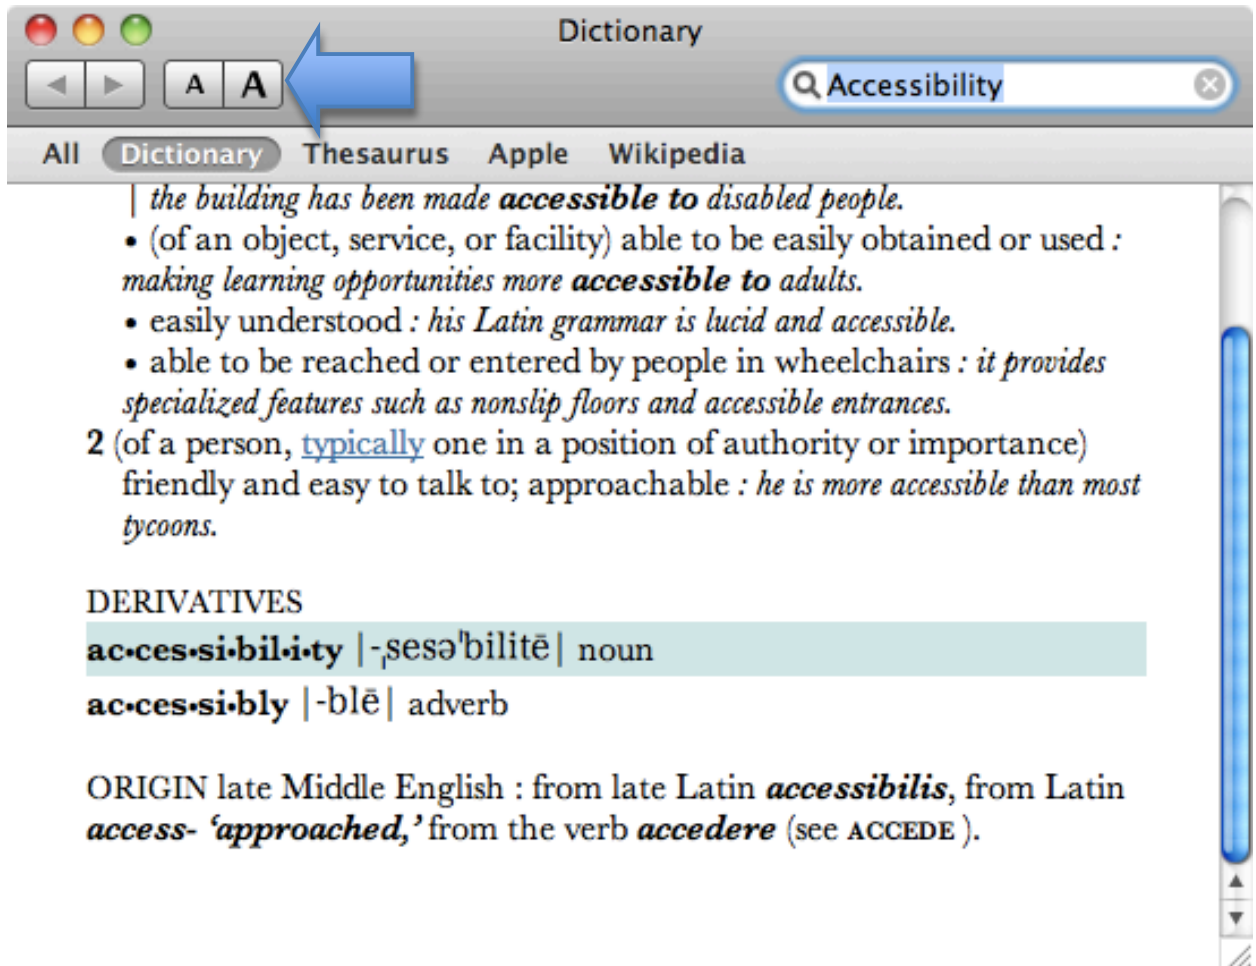 Dictionary
A A
Accessibility
All Dictionary Thesaurus Apple Wikipedia
| the building has been made accessible to disabled people.
• (of an object, service, or facility) able to be easily obtained or used :
making learning opportunities more accessible to adults.
• easily understood : his Latin grammar is lucid and accessible.
• able to be reached or entered by people in wheelchairs : it provides
specialized features such as nonslip floors and accessible entrances.
2 (of a person, typically one in a position of authority or importance)
friendly and easy to talk to; approachable : he is more accessible than most
tycoons.
DERIVATIVES
ac•ces•si•bil•i•ty |-ˌsesəˈbilitē| noun
ac•ces•si•bly |-blē| adverb
ORIGIN late Middle English : from late Latin accessibilis, from Latin
access- ‘approached,’ from the verb accedere (see ACCEDE ).